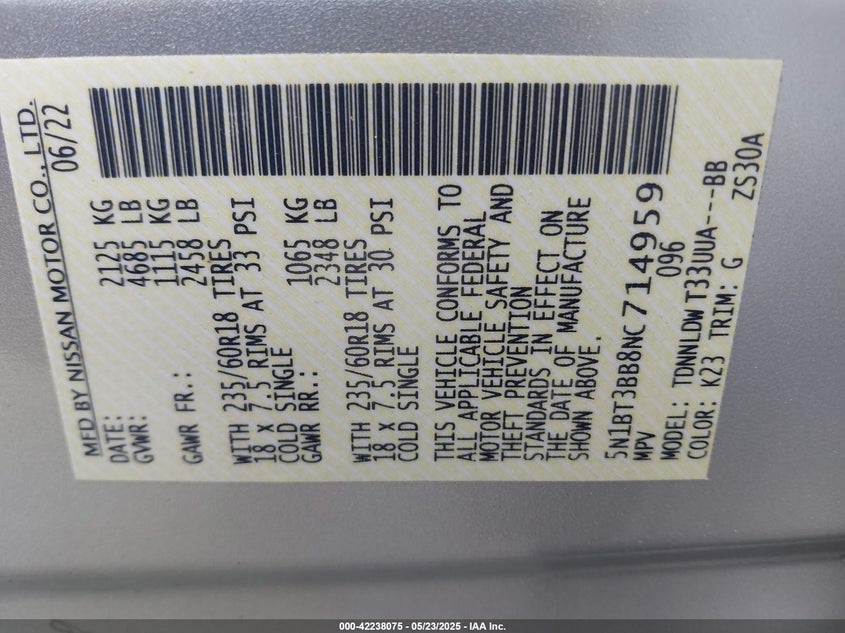 MFD BY NISSAN MOTOR CO., LTD.
DATE: 06/22
GVWR: 2125 KG
4685 LB
GAWR FR.: 1115 KG
2458 LB
WITH 235/60R18 TIRES
18 X 7.5 RIMS AT 33 PSI
COLD SINGLE
GAWR RR.: 1065 KG
2348 LB
WITH 235/60R18 TIRES
18 X 7.5 RIMS AT 30 PSI
COLD SINGLE
THIS VEHICLE CONFORMS TO
ALL APPLICABLE FEDERAL
MOTOR VEHICLE SAFETY AND
THEFT PREVENTION
STANDARDS IN EFFECT ON
THE DATE OF MANUFACTURE
SHOWN ABOVE.
5N1BT3BB8NC714959
MPV 096
MODEL: TDNNLDW T33UUA---BB
COLOR: K23 TRIM: G ZS30A
000-42238075 - 05/23/2025 - IAA Inc.